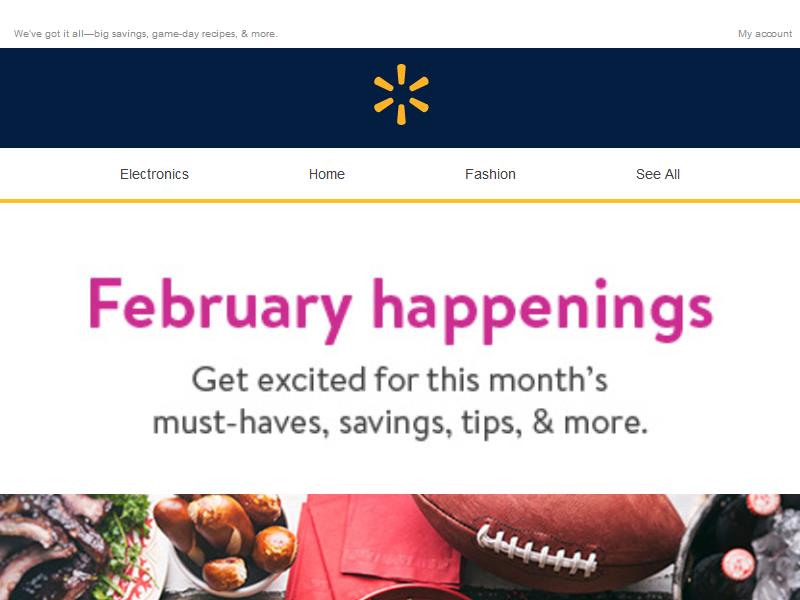 We've got it all—big savings, game-day recipes, & more.
My account
Electronics
Home
Fashion
See All
February happenings
Get excited for this month’s
must-haves, savings, tips, & more.